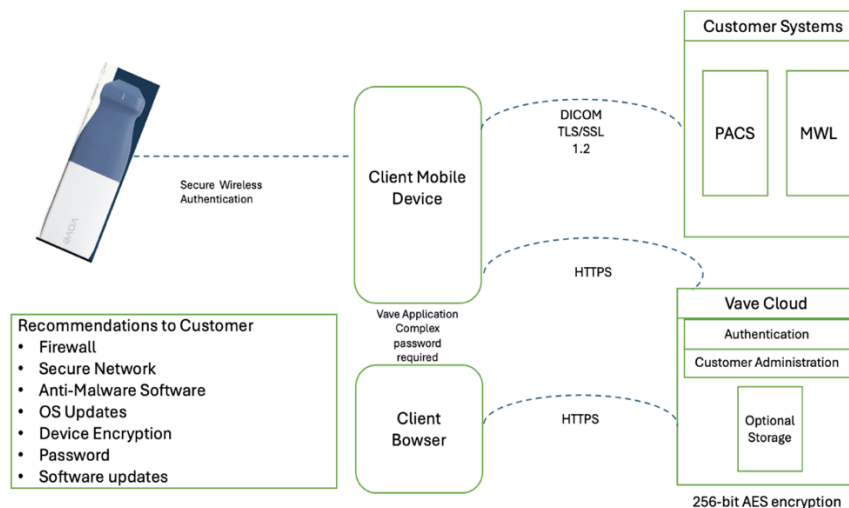 Customer Systems
PACS
MWL
DICOM
TLS/SSL
1.2
Client Mobile
Device
Secure Wireless
Authentication
vave
HTTPS
Vave Cloud
Authentication
Customer Administration
Optional
Storage
256-bit AES encryption
Vave Application
Complex
password
required
Client
Bowser
HTTPS
Recommendations to Customer
• Firewall
• Secure Network
• Anti-Malware Software
• OS Updates
• Device Encryption
• Password
• Software updates